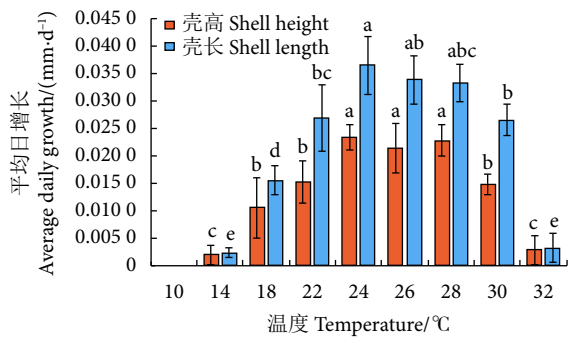 壳高 Shell height
壳长 Shell length
平均日增长
Average daily growth/(mm·d⁻¹)
0.045 0
0.040 0
0.035 0
0.030 0
0.025 0
0.020 0
0.015 0
0.010 0
0.005 0
0
c e b d b bc a a a ab a abc b b c e
10 14 18 22 24 26 28 30 32
温度 Temperature/℃